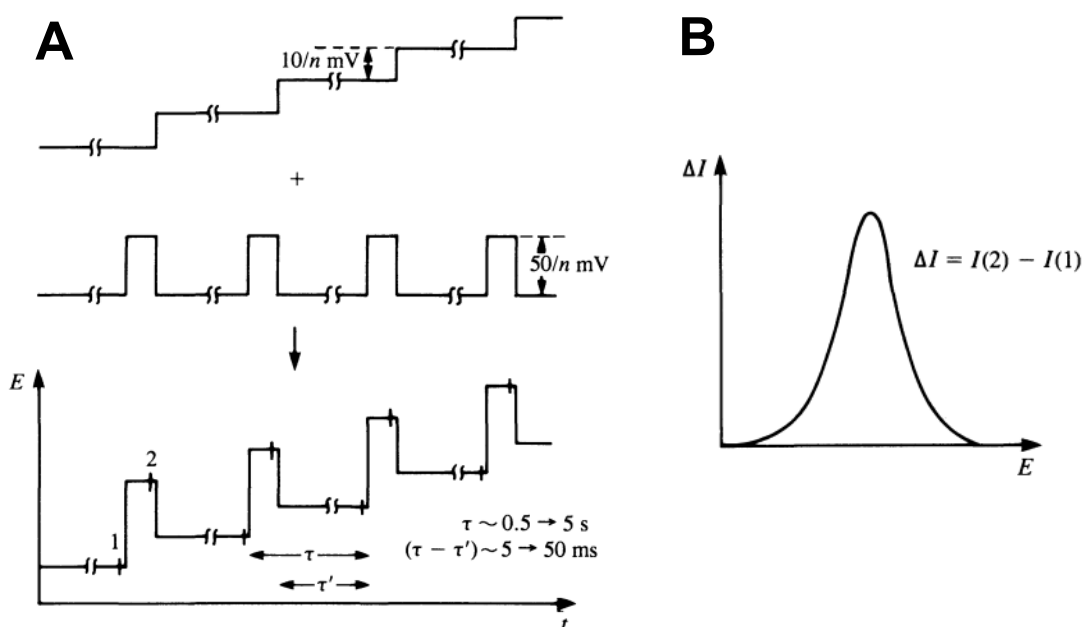 A
10/n mV
+
50/n mV
E
2
1
τ ~ 0.5 → 5 s
(τ − τ′) ~ 5 → 50 ms
τ
τ′
t
B
ΔI
ΔI = I(2) − I(1)
E